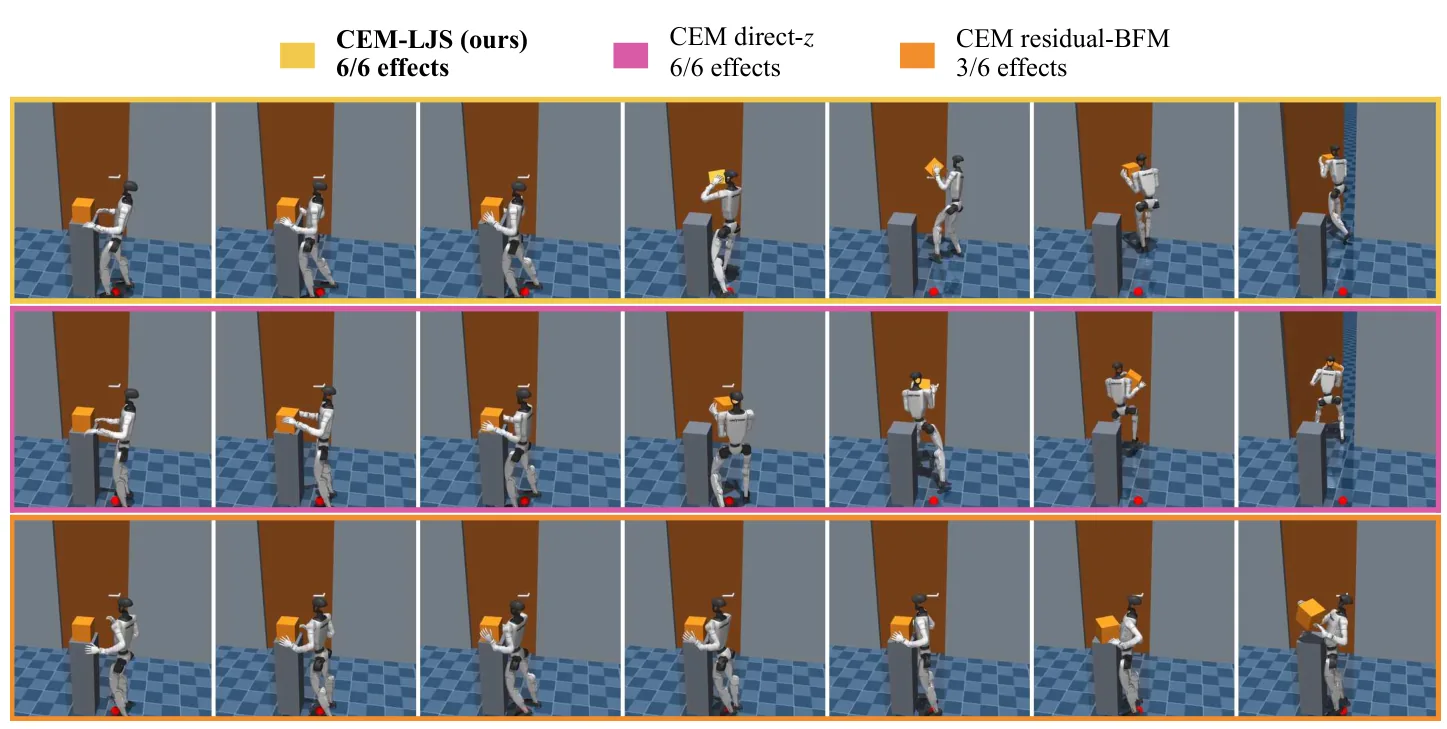 CEM-LJS (ours)
6/6 effects
CEM direct-z
6/6 effects
CEM residual-BFM
3/6 effects